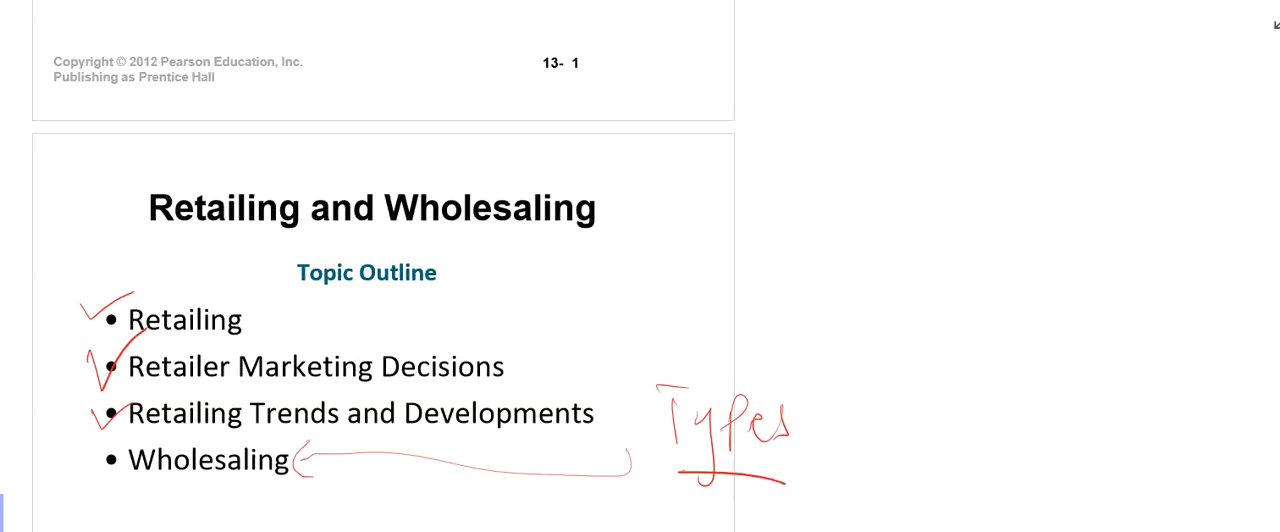 Copyright © 2012 Pearson Education, Inc.
Publishing as Prentice Hall
13- 1
Retailing and Wholesaling
Topic Outline
• Retailing
• Retailer Marketing Decisions
• Retailing Trends and Developments
• Wholesaling
Types